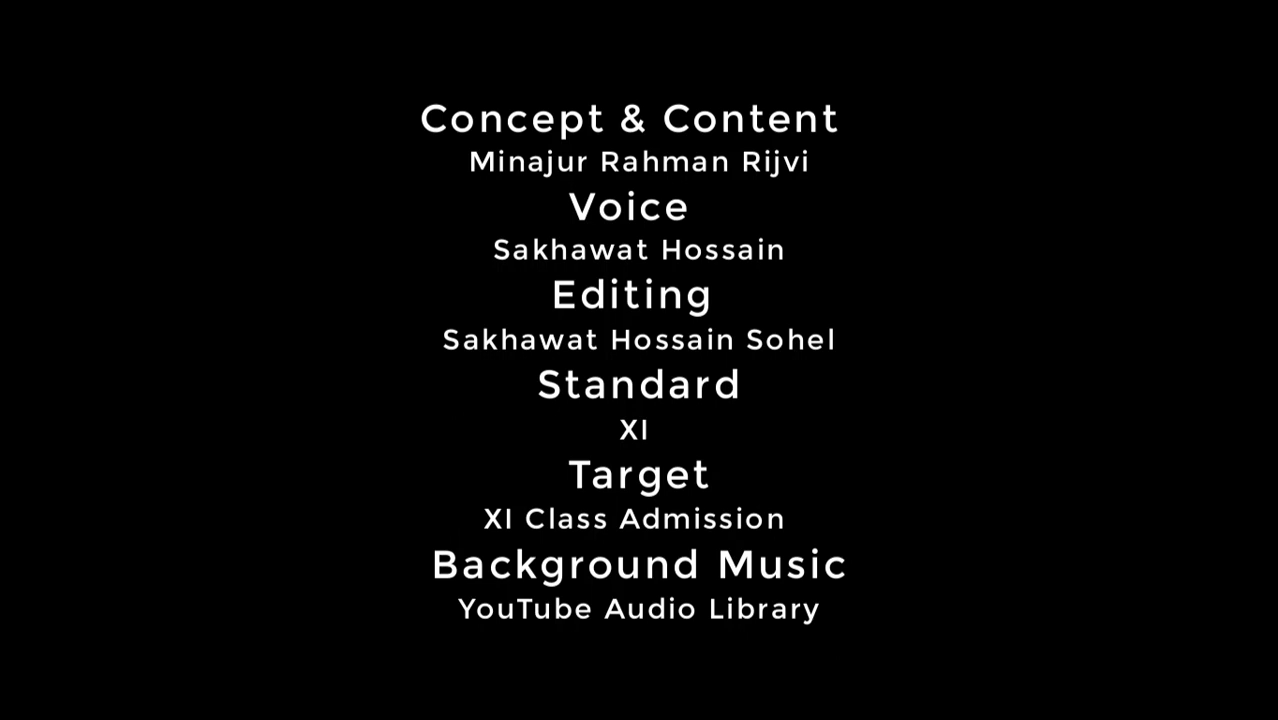 Concept & Content
Minajur Rahman Rijvi
Voice
Sakhawat Hossain
Editing
Sakhawat Hossain Sohel
Standard
XI
Target
XI Class Admission
Background Music
YouTube Audio Library